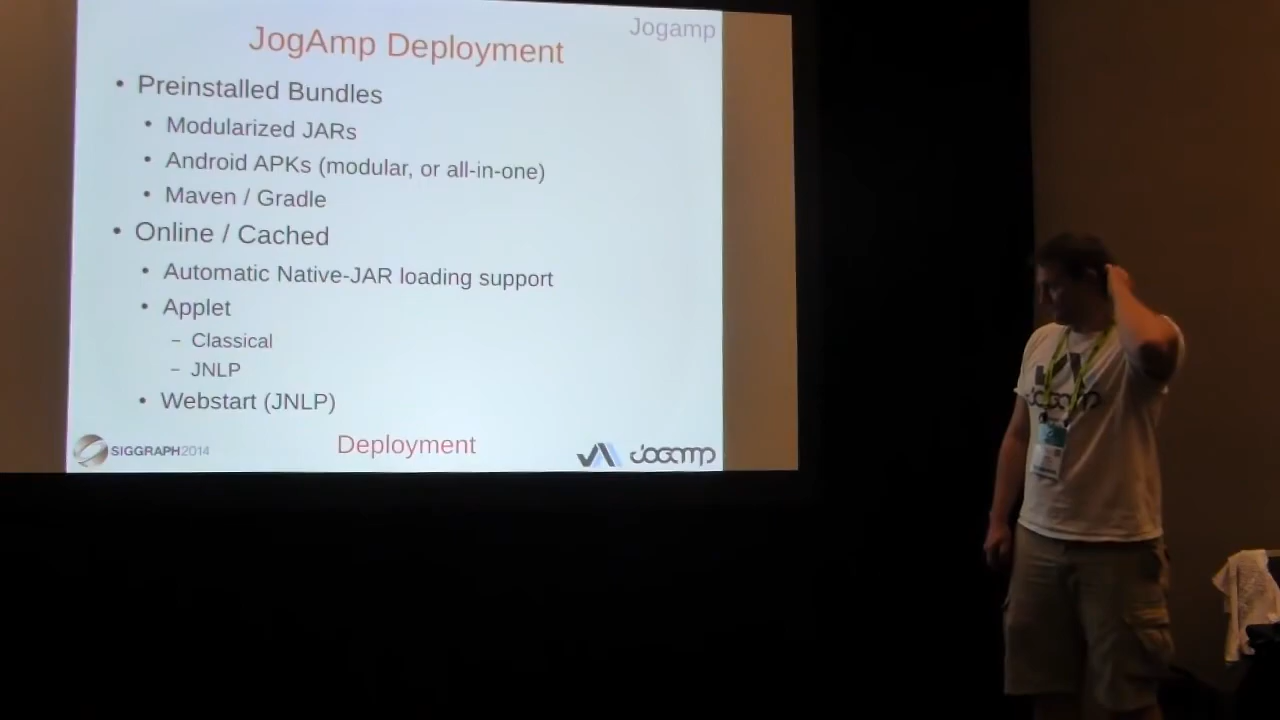 Jogamp
JogAmp Deployment
• Preinstalled Bundles
• Modularized JARs
• Android APKs (modular, or all-in-one)
• Maven / Gradle
• Online / Cached
• Automatic Native-JAR loading support
• Applet
– Classical
– JNLP
• Webstart (JNLP)
SIGGRAPH2014
Deployment
JogAmp
JogAmp